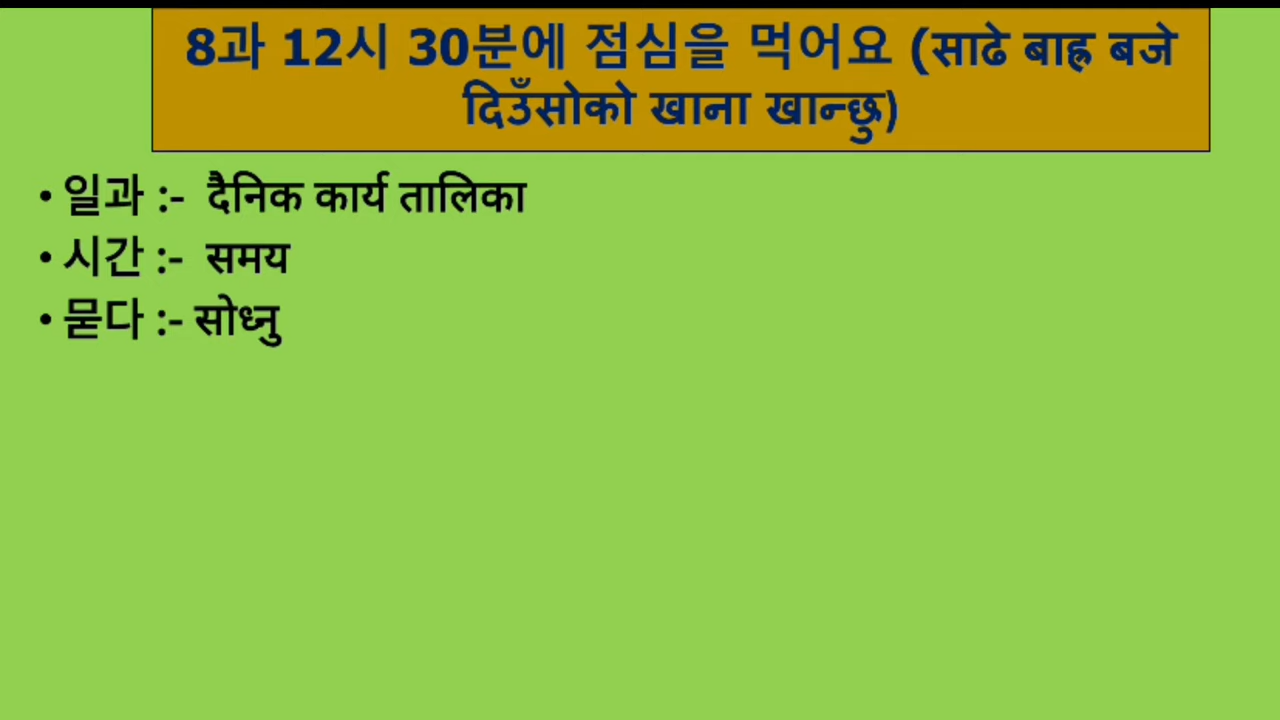 8과 12시 30분에 점심을 먹어요 (साढे बाह्र बजे
दिउँसोको खाना खान्छु)
• 일과 :- दैनिक कार्य तालिका
• 시간 :- समय
• 묻다 :- सोध्नु